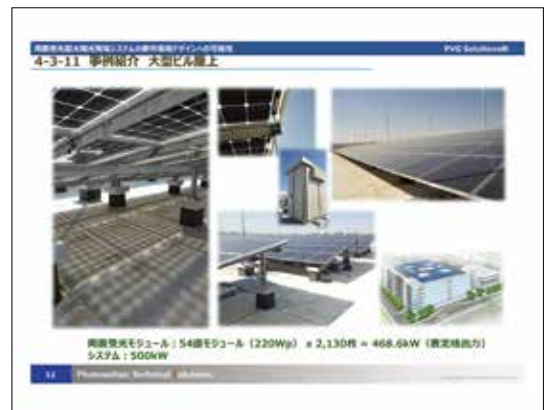 両面受光型太陽光発電システムの都市環境デザインへの可能性
PVG Solutions
4-3-11 事例紹介 大型ビル屋上
両面受光モジュール:54直モジュール(220Wp) x 2,130枚 = 468.6kW(表定格出力)
システム:500kW
52 Photovoltaic Technical Solutions